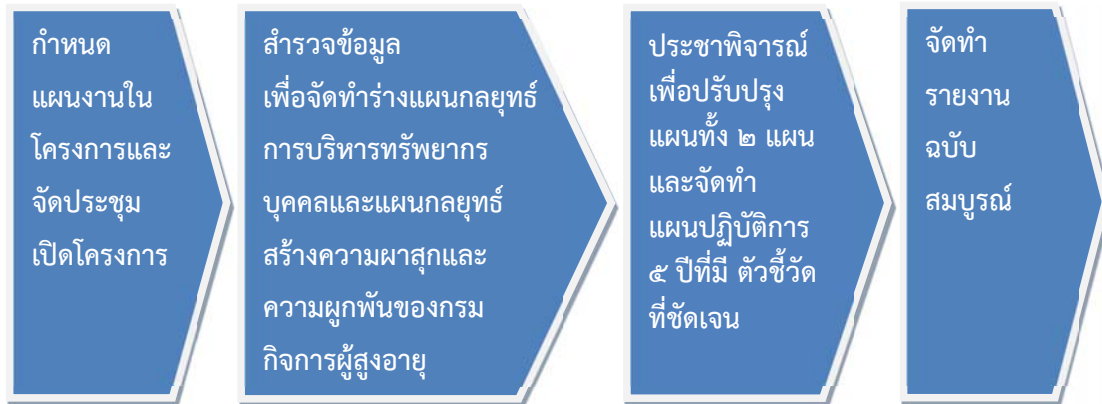 กำหนด
แผนงานใน
โครงการและ
จัดประชุม
เปิดโครงการ
สำรวจข้อมูล
เพื่อจัดทำร่างแผนกลยุทธ์
การบริหารทรัพยากร
บุคคลและแผนกลยุทธ์
สร้างความผาสุกและ
ความผูกพันของกรม
กิจการผู้สูงอายุ
ประชาพิจารณ์
เพื่อปรับปรุง
แผนทั้ง ๒ แผน
และจัดทำ
แผนปฏิบัติการ
๕ ปีที่มี ตัวชี้วัด
ที่ชัดเจน
จัดทำ
รายงาน
ฉบับ
สมบูรณ์